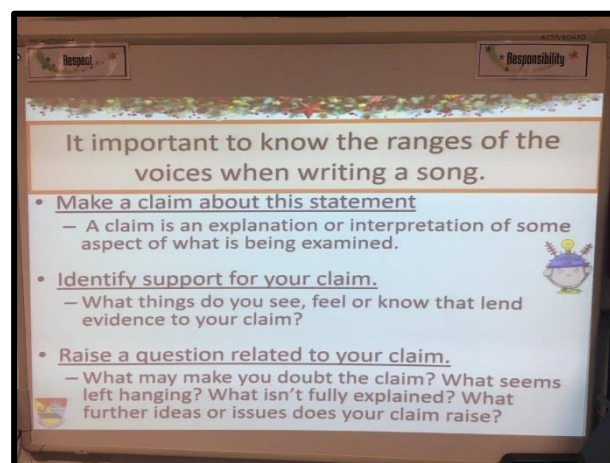 ACTIVBOARD
Respect
Responsibility
It important to know the ranges of the
voices when writing a song.
• Make a claim about this statement
– A claim is an explanation or interpretation of some
aspect of what is being examined.
• Identify support for your claim.
– What things do you see, feel or know that lend
evidence to your claim?
• Raise a question related to your claim.
– What may make you doubt the claim? What seems
left hanging? What isn't fully explained? What
further ideas or issues does your claim raise?